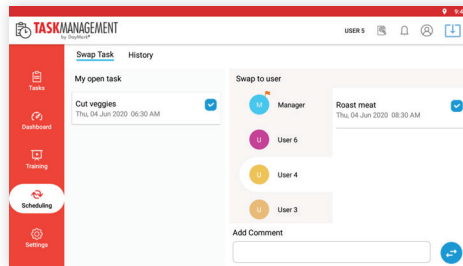 9:4
TASKMANAGEMENT
by DayMark®
USER 5
Swap Task History
My open task
Swap to user
Cut veggies
Thu, 04 Jun 2020 06:30 AM
M Manager
Roast meat
Thu, 04 Jun 2020 08:30 AM
U User 6
U User 4
U User 3
Add Comment
Tasks
Dashboard
Training
Scheduling
Settings